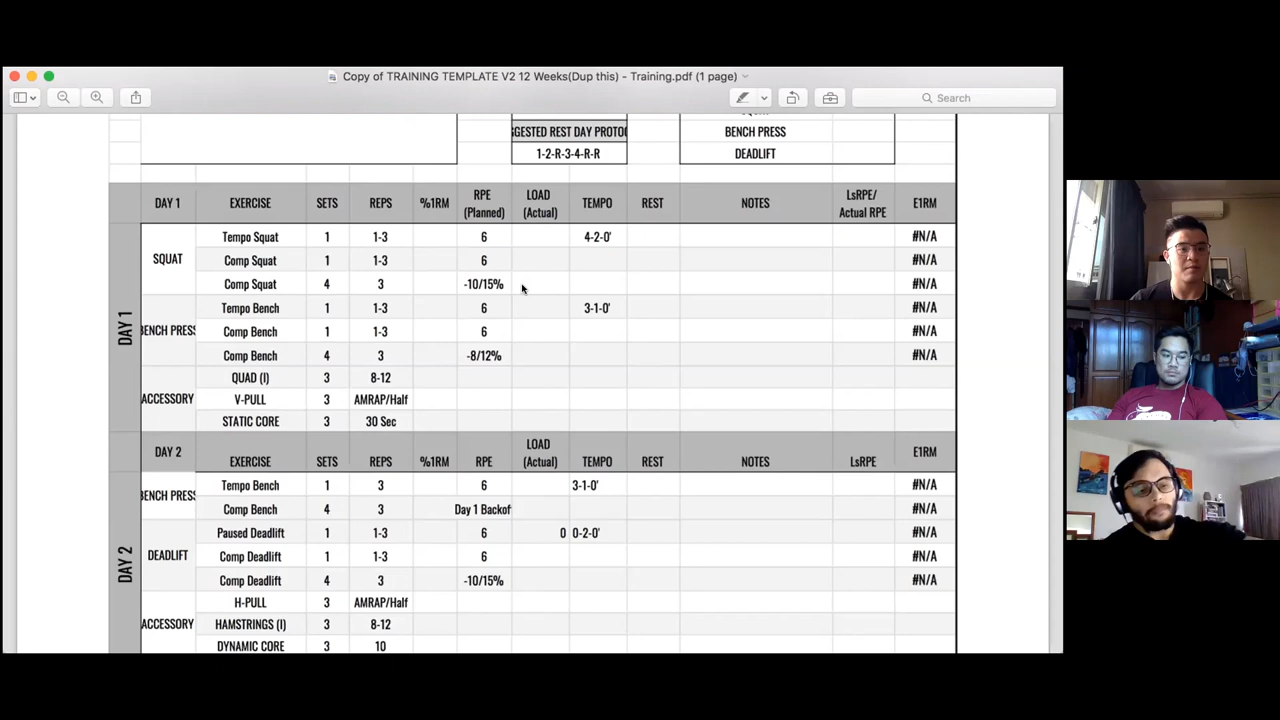 Copy of TRAINING TEMPLATE V2 12 Weeks(Dup this) - Training.pdf (1 page)
Search
GESTED REST DAY PROTO
BENCH PRESS
1-2-R-3-4-R-R
DEADLIFT
DAY 1 EXERCISE SETS REPS %1RM RPE (Planned) LOAD (Actual) TEMPO REST NOTES LsRPE/ Actual RPE E1RM
DAY 1
SQUAT
Tempo Squat 1 1-3 6 4-2-0' #N/A
Comp Squat 1 1-3 6 #N/A
Comp Squat 4 3 -10/15% #N/A
BENCH PRESS
Tempo Bench 1 1-3 6 3-1-0' #N/A
Comp Bench 1 1-3 6 #N/A
Comp Bench 4 3 -8/12% #N/A
ACCESSORY
QUAD (I) 3 8-12
V-PULL 3 AMRAP/Half
STATIC CORE 3 30 Sec
DAY 2 EXERCISE SETS REPS %1RM RPE LOAD (Actual) TEMPO REST NOTES LsRPE E1RM
DAY 2
BENCH PRESS
Tempo Bench 1 3 6 3-1-0' #N/A
Comp Bench 4 3 Day 1 Backof #N/A
DEADLIFT
Paused Deadlift 1 1-3 6 0 0-2-0' #N/A
Comp Deadlift 1 1-3 6 #N/A
Comp Deadlift 4 3 -10/15% #N/A
ACCESSORY
H-PULL 3 AMRAP/Half
HAMSTRINGS (I) 3 8-12
DYNAMIC CORE 3 10